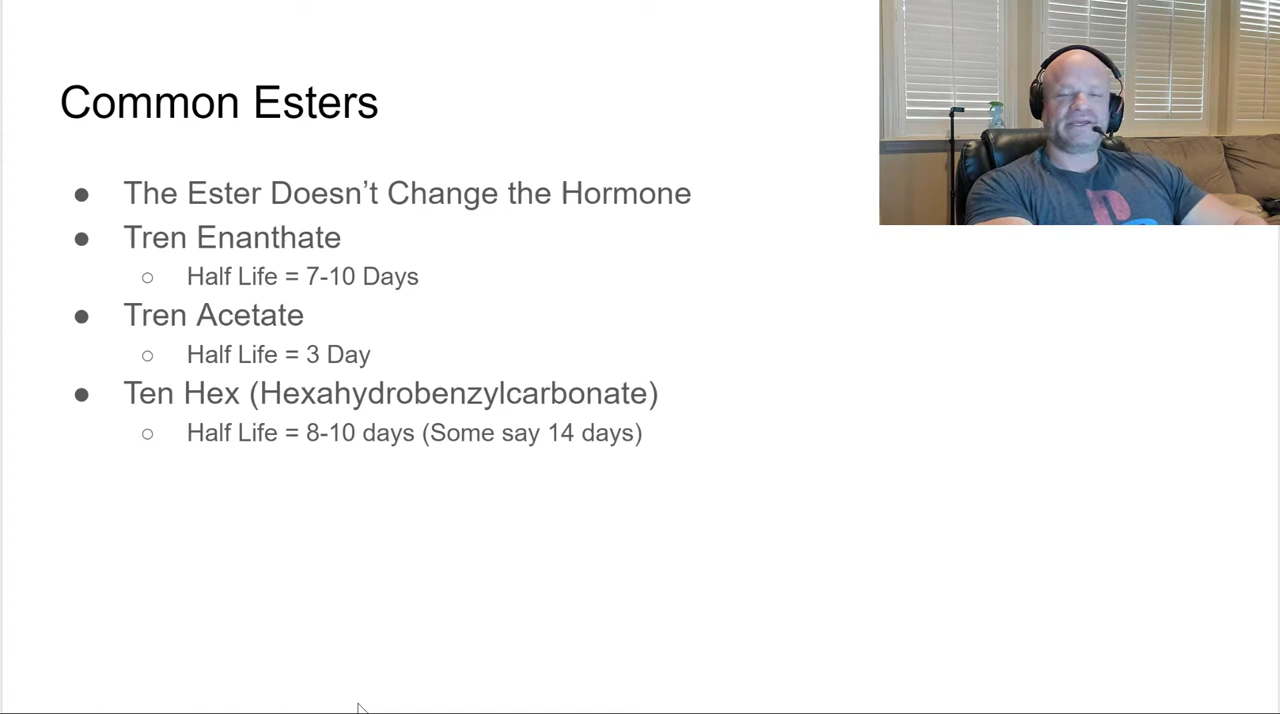 Common Esters
● The Ester Doesn’t Change the Hormone
● Tren Enanthate
○ Half Life = 7-10 Days
● Tren Acetate
○ Half Life = 3 Day
● Ten Hex (Hexahydrobenzylcarbonate)
○ Half Life = 8-10 days (Some say 14 days)